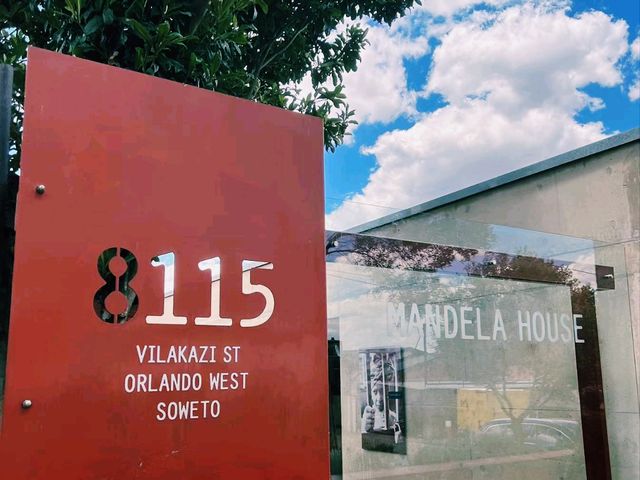 8115
VILAKAZI ST
ORLANDO WEST
SOWETO
MANDELA HOUSE